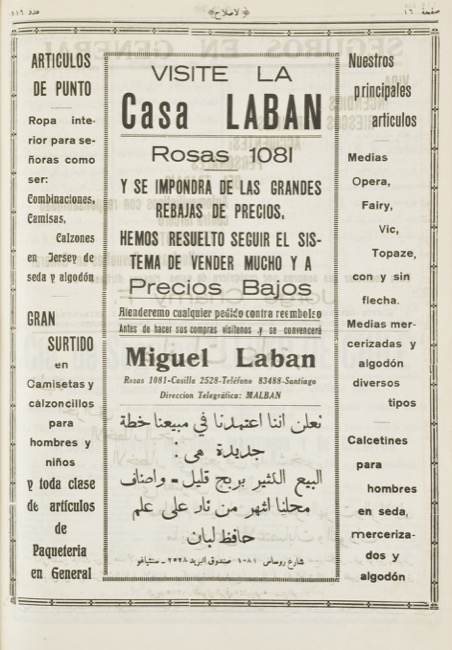 صفحة ١٦
«الاصلاح»
عدد ٤١٩
ARTICULOS
DE PUNTO
Ropa inte-
rior para se-
ñoras como
ser:
Combinaciones,
Camisas,
Calzones
en Jersey de
seda y algodón
GRAN
SURTIDO
en
Camisetas y
calzoncillos
para
hombres y
niños
y toda clase
de artículos
de
Paquetería
en General
VISITE LA
Casa LABAN
Rosas 1081
Y SE IMPONDRA DE LAS GRANDES
REBAJAS DE PRECIOS,
HEMOS RESUELTO SEGUIR EL SIS-
TEMA DE VENDER MUCHO Y A
Precios Bajos
Atenderemo cualquier pedido contra reembolso
Antes de hacer sus compras visítenos y se convencerá
Miguel Laban
Rosas 1081-Casilla 2528-Teléfono 83488-Santiago
Direccion Telegráfica: MALBAN
نعلن اننا اعتمدنا في مبيعنا خطة
جديدة هى:
البيع الكثير بربح قليل - واصناف
محلنا اشهر من نار على علم
حافظ لبان
شارع روساس ١٠٨١ صندوق البريد ٢٥٢٨ - سنتياغو
Nuestros
principales
artículos
Medias
Opera,
Fairy,
Vic,
Topaze,
con y sin
flecha.
Medias mer-
cerizadas y
algodón
diversos
tipos
Calcetines
para
hombres
en seda,
merceriza-
dos y
algodón